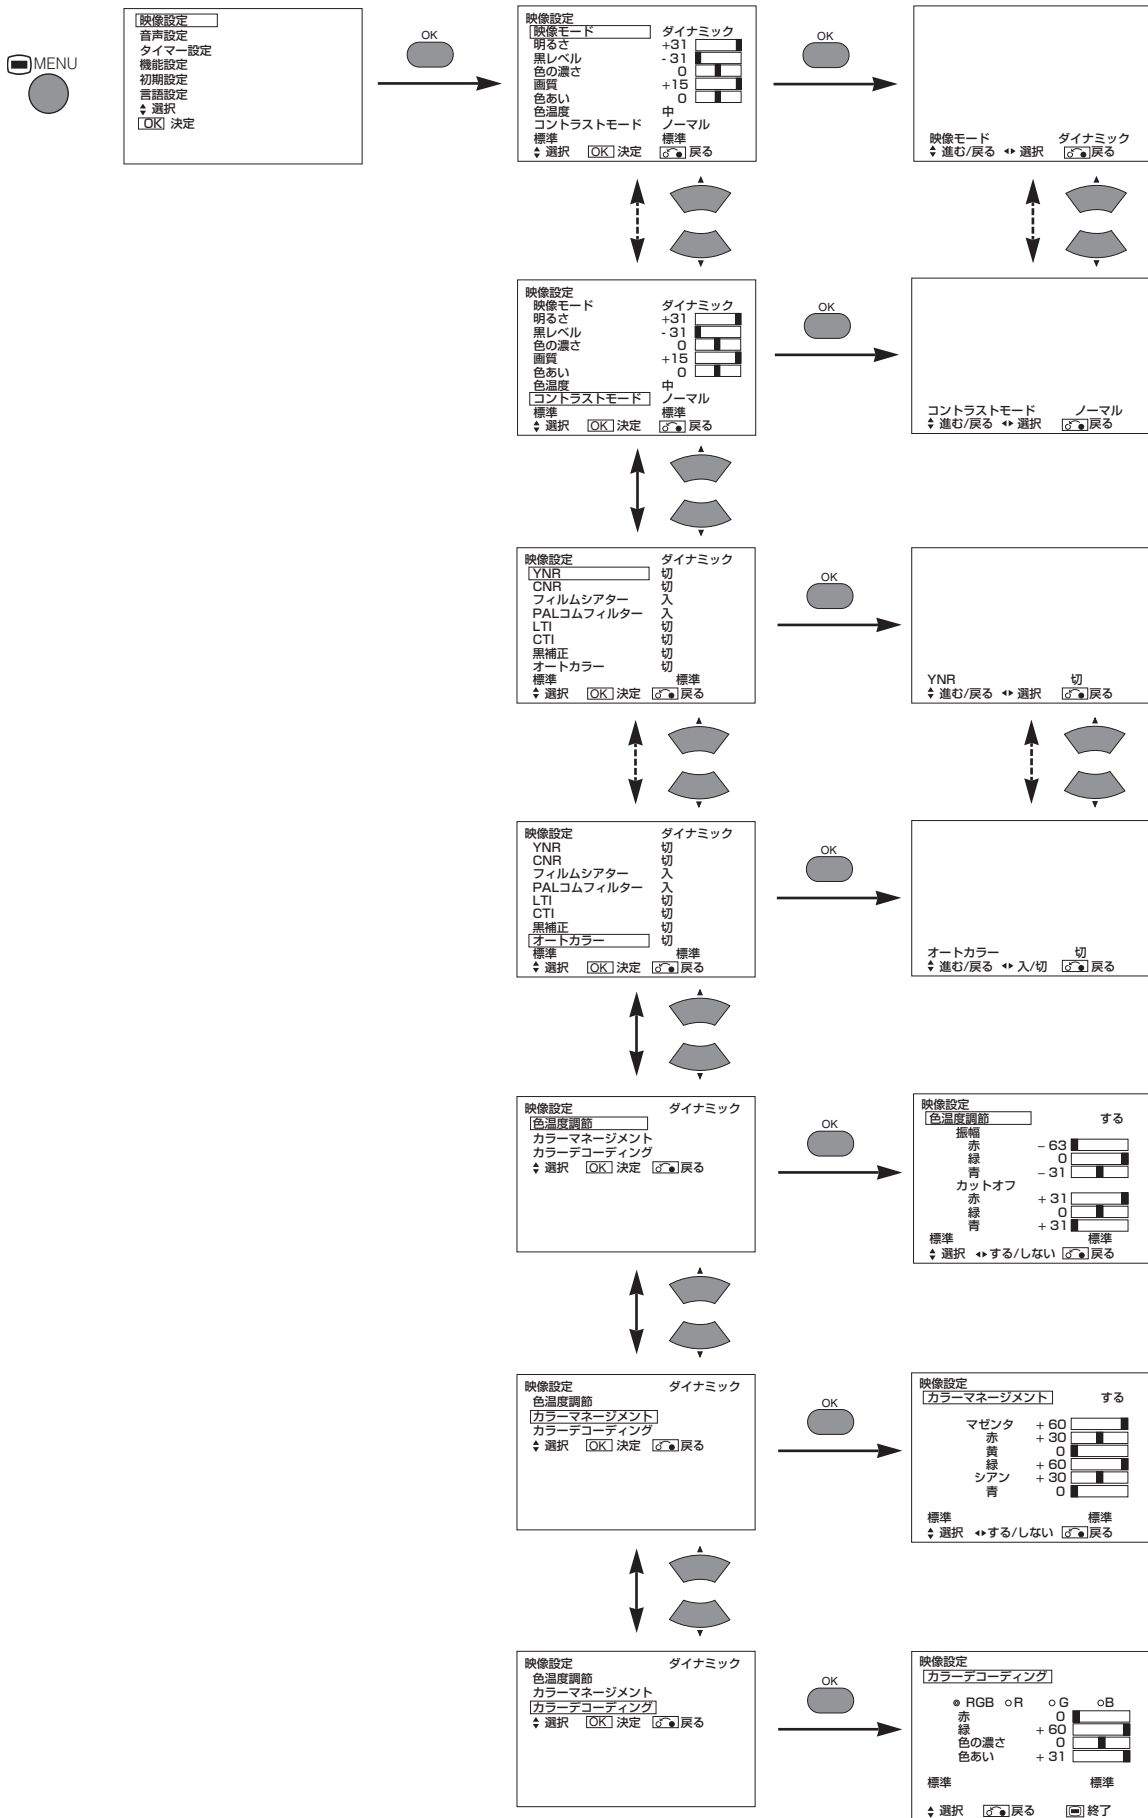 MENU
映像設定
音声設定
タイマー設定
機能設定
初期設定
言語設定
選択
OK 決定
OK
映像設定
映像モード ダイナミック
明るさ +31
黒レベル -31
色の濃さ 0
画質 +15
色あい 0
色温度 中
コントラストモード ノーマル
標準 標準
選択 OK 決定 戻る
OK
映像モード ダイナミック
進む/戻る 選択 戻る
映像設定
映像モード ダイナミック
明るさ +31
黒レベル -31
色の濃さ 0
画質 +15
色あい 0
色温度 中
コントラストモード ノーマル
標準 標準
選択 OK 決定 戻る
OK
コントラストモード ノーマル
進む/戻る 選択 戻る
映像設定 ダイナミック
YNR 切
CNR 切
フィルムシアター 入
PALコムフィルター 入
LTI 切
CTI 切
黒補正 切
オートカラー 切
標準 標準
選択 OK 決定 戻る
OK
YNR 切
進む/戻る 選択 戻る
映像設定 ダイナミック
YNR 切
CNR 切
フィルムシアター 入
PALコムフィルター 入
LTI 切
CTI 切
黒補正 切
オートカラー 切
標準 標準
選択 OK 決定 戻る
OK
オートカラー 切
進む/戻る 入/切 戻る
映像設定 ダイナミック
色温度調節
カラーマネージメント
カラーデコーディング
選択 OK 決定 戻る
OK
映像設定
色温度調節 する
振幅
赤 −63
緑 0
青 −31
カットオフ
赤 +31
緑 0
青 +31
標準 標準
選択 する/しない 戻る
映像設定 ダイナミック
色温度調節
カラーマネージメント
カラーデコーディング
選択 OK 決定 戻る
OK
映像設定
カラーマネージメント する
マゼンタ +60
赤 +30
黄 0
緑 +60
シアン +30
青 0
標準 標準
選択 する/しない 戻る
映像設定 ダイナミック
色温度調節
カラーマネージメント
カラーデコーディング
選択 OK 決定 戻る
OK
映像設定
カラーデコーディング
RGB R G B
赤 0
緑 +60
色の濃さ 0
色あい +31
標準 標準
選択 戻る 終了